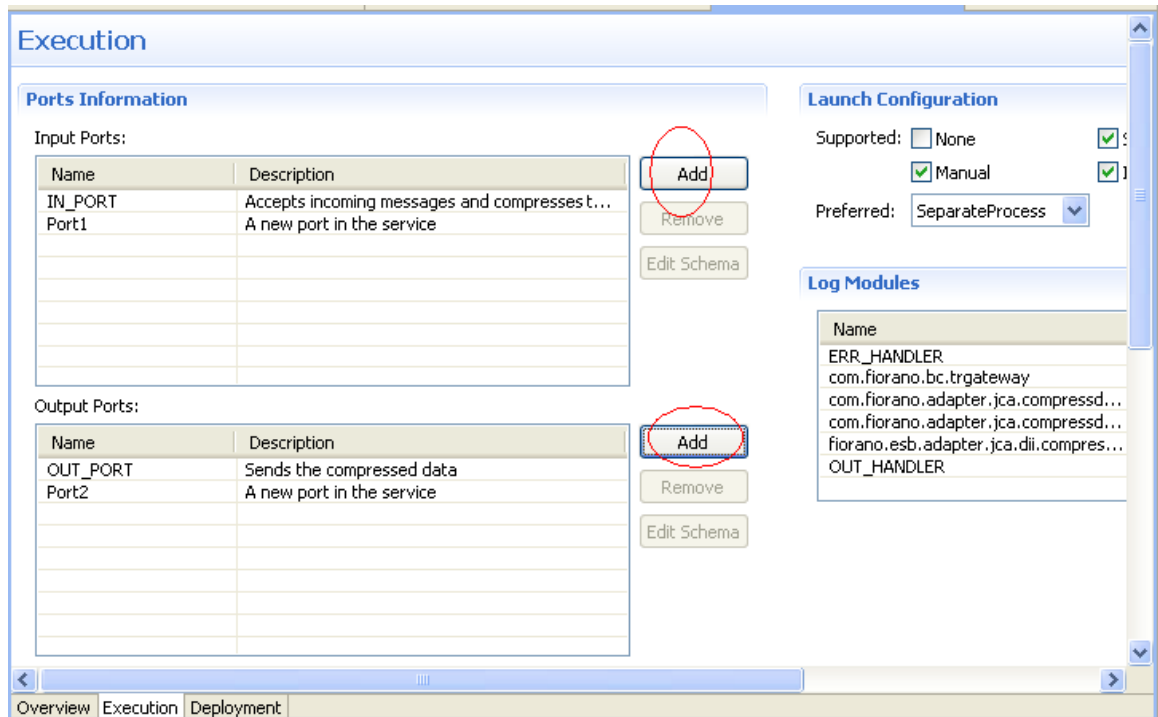 Execution
Ports Information
Input Ports:
Name Description
IN_PORT Accepts incoming messages and compresses t...
Port1 A new port in the service
Add
Remove
Edit Schema
Output Ports:
Name Description
OUT_PORT Sends the compressed data
Port2 A new port in the service
Add
Remove
Edit Schema
Launch Configuration
Supported: None
Manual
Preferred: SeparateProcess
Log Modules
Name
ERR_HANDLER
com.fiorano.bc.trgateway
com.fiorano.adapter.jca.compressd...
com.fiorano.adapter.jca.compressd...
fiorano.esb.adapter.jca.dii.compres...
OUT_HANDLER
Overview Execution Deployment